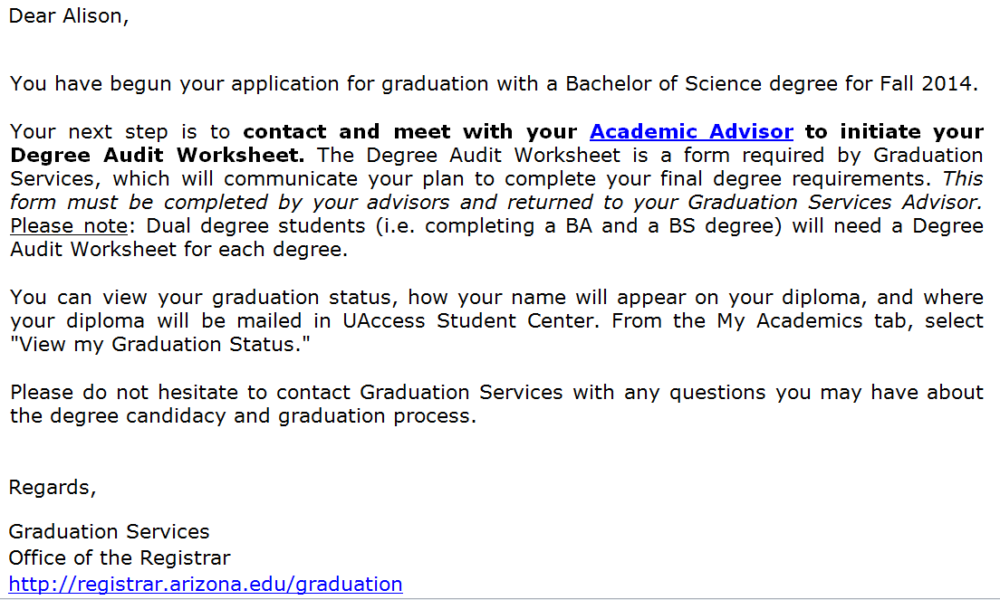 Dear Alison,
You have begun your application for graduation with a Bachelor of Science degree for Fall 2014.
Your next step is to contact and meet with your Academic Advisor to initiate your
Degree Audit Worksheet. The Degree Audit Worksheet is a form required by Graduation
Services, which will communicate your plan to complete your final degree requirements. This
form must be completed by your advisors and returned to your Graduation Services Advisor.
Please note: Dual degree students (i.e. completing a BA and a BS degree) will need a Degree
Audit Worksheet for each degree.
You can view your graduation status, how your name will appear on your diploma, and where
your diploma will be mailed in UAccess Student Center. From the My Academics tab, select
"View my Graduation Status."
Please do not hesitate to contact Graduation Services with any questions you may have about
the degree candidacy and graduation process.
Regards,
Graduation Services
Office of the Registrar
http://registrar.arizona.edu/graduation